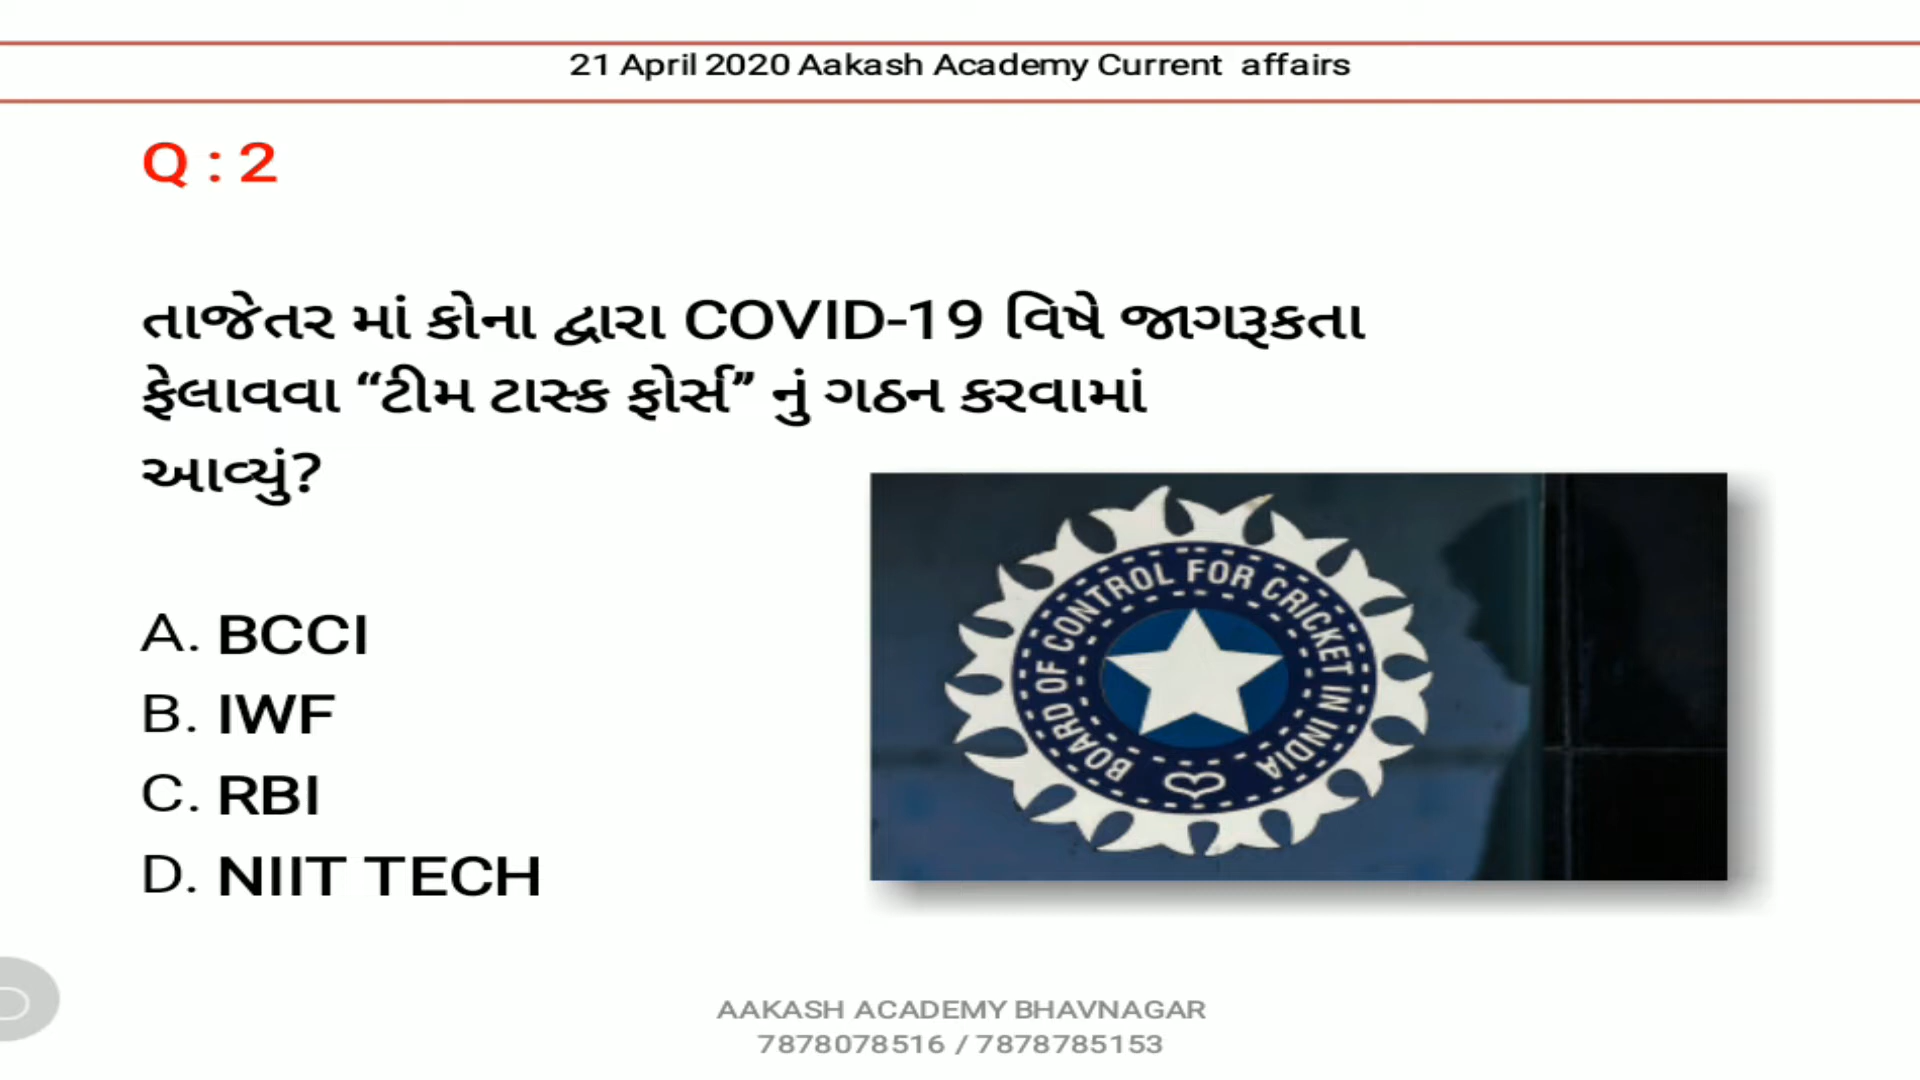 21 April 2020 Aakash Academy Current affairs
Q : 2
તાજેતર માં કોના દ્વારા COVID-19 વિષે જાગરૂકતા
ફેલાવવા “ટીમ ટાસ્ક ફોર્સ” નું ગઠન કરવામાં
આવ્યું?
A. BCCI
B. IWF
C. RBI
D. NIIT TECH
BOARD OF CONTROL FOR CRICKET IN INDIA
AAKASH ACADEMY BHAVNAGAR
7878078516 / 7878785153